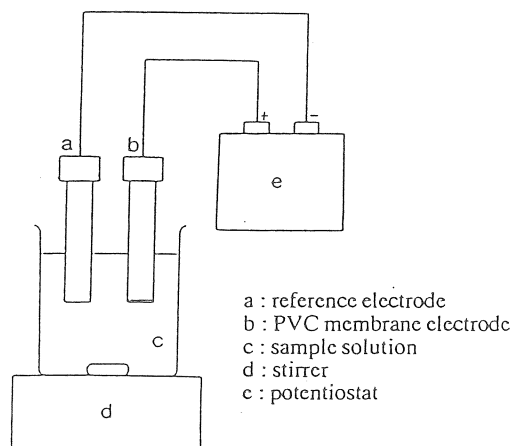 + −
a b
e
c
d
a : reference electrode
b : PVC membrane electrode
c : sample solution
d : stirrer
e : potentiostat